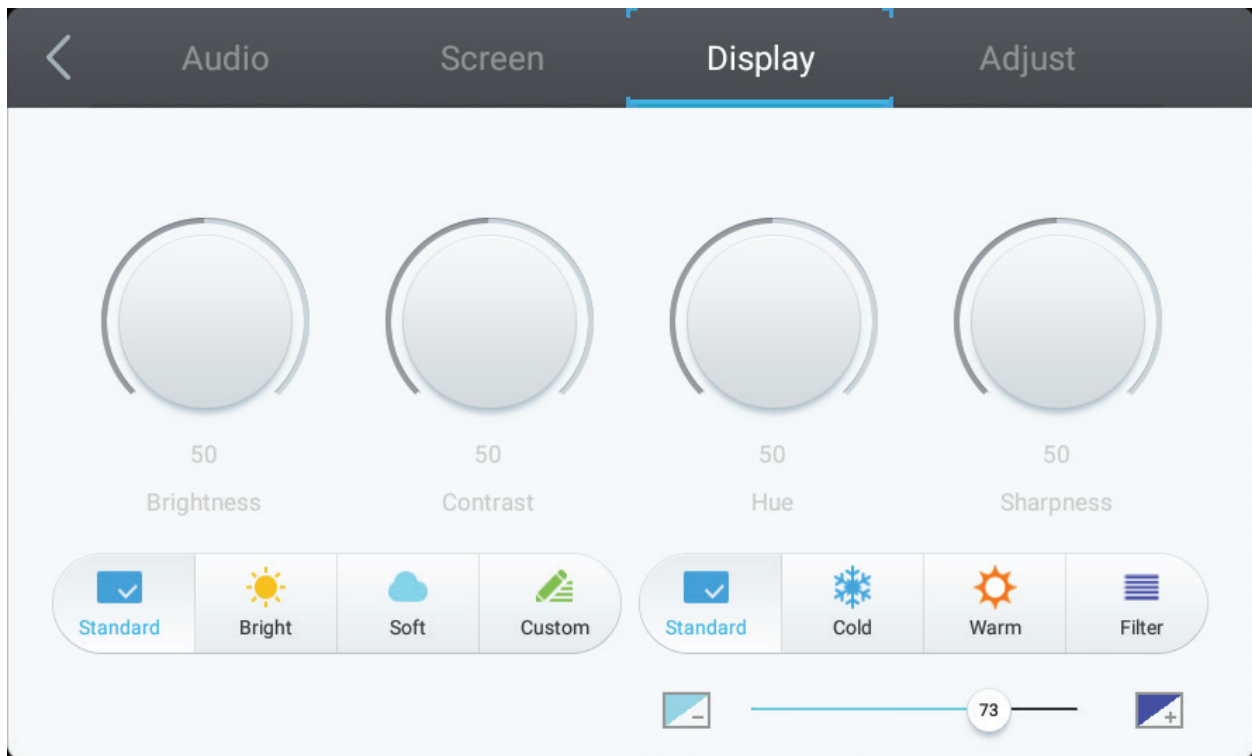 Audio Screen Display Adjust
50 50 50 50
Brightness Contrast Hue Sharpness
Standard Bright Soft Custom Standard Cold Warm Filter
73